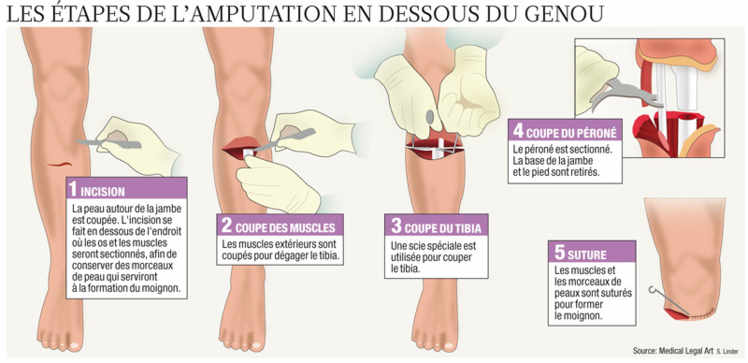 LES ÉTAPES DE L'AMPUTATION EN DESSOUS DU GENOU
1 INCISION
La peau autour de la jambe
est coupée. L'incision se
fait en dessous de l'endroit
où les os et les muscles
seront sectionnés, afin de
conserver des morceaux
de peau qui serviront
à la formation du moignon.
2 COUPE DES MUSCLES
Les muscles extérieurs sont
coupés pour dégager le tibia.
3 COUPE DU TIBIA
Une scie spéciale est
utilisée pour couper
le tibia.
4 COUPE DU PÉRONÉ
Le péroné est sectionné.
La base de la jambe
et le pied sont retirés.
5 SUTURE
Les muscles et
les morceaux de
peaux sont suturés
pour former
le moignon.
Source: Medical Legal Art S. Linder